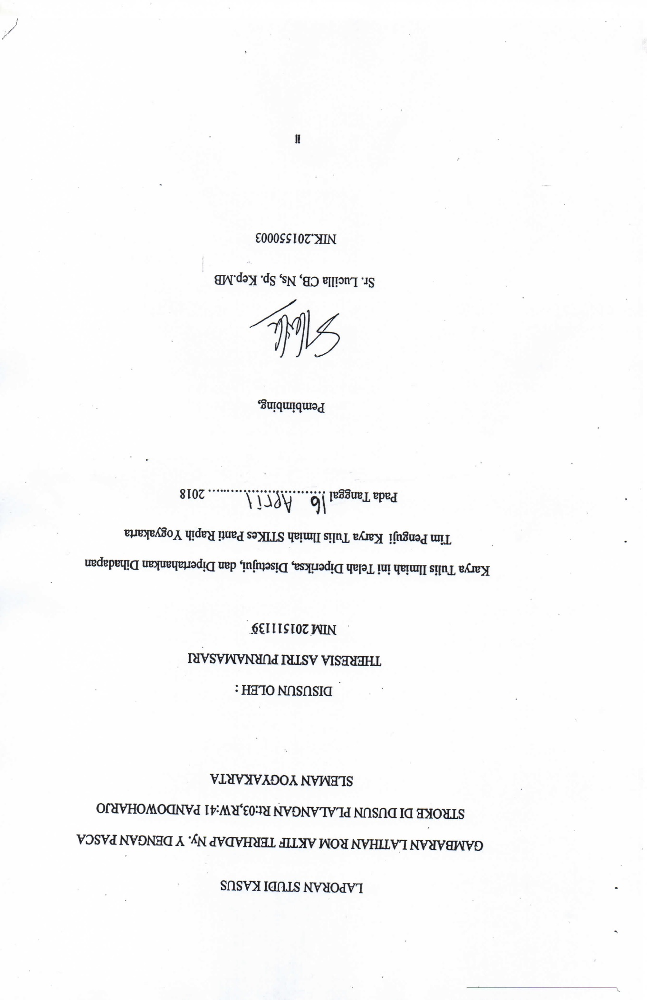 LAPORAN STUDI KASUS
GAMBARAN LATIHAN ROM AKTIF TERHADAP Ny. Y DENGAN PASCA
STROKE DI DUSUN PLALANGAN Rt:03,RW:41 PANDOWOHARJO
SLEMAN YOGYAKARTA
DISUSUN OLEH :
THERESIA ASTRI PURNAMASARI
NIM 201511139
Karya Tulis Ilmiah ini Telah Diperiksa, Disetujui, dan Dipertahankan Dihadapan
Tim Penguji Karya Tulis Ilmiah STIKes Panti Rapih Yogyakarta
Pada Tanggal 16 April 2018
Pembimbing,
Sr. Lucilla CB, Ns, Sp. Kep.MB
NIK.201550003
ii